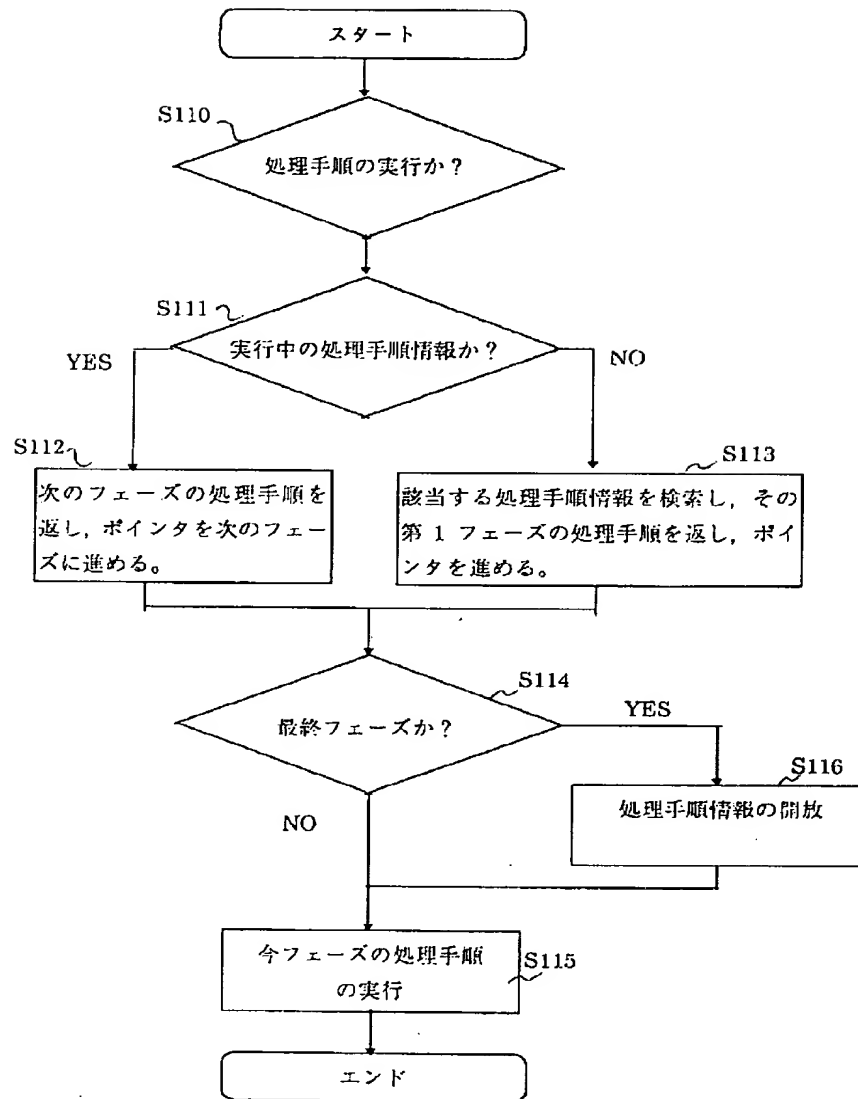 スタート
S110
処理手順の実行か?
S111
実行中の処理手順情報か?
YES
NO
S112
次のフェーズの処理手順を
返し,ポインタを次のフェー
ズに進める。
S113
該当する処理手順情報を検索し,その
第 1 フェーズの処理手順を返し,ポイ
ンタを進める。
S114
最終フェーズか?
YES
S116
処理手順情報の開放
NO
今フェーズの処理手順
の実行
S115
エンド